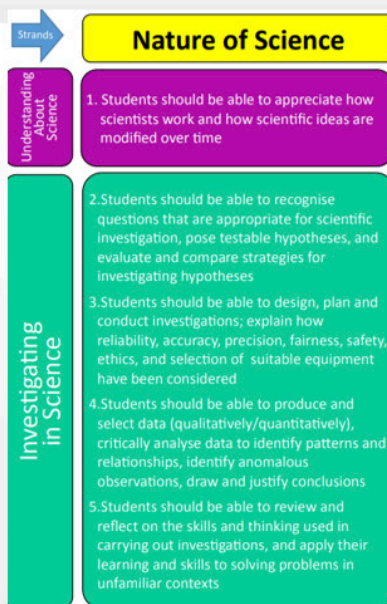 Strands
Nature of Science
Understanding
About
Science
1. Students should be able to appreciate how
scientists work and how scientific ideas are
modified over time
Investigating
in Science
2.Students should be able to recognise
questions that are appropriate for scientific
investigation, pose testable hypotheses, and
evaluate and compare strategies for
investigating hypotheses
3.Students should be able to design, plan and
conduct investigations; explain how
reliability, accuracy, precision, fairness, safety,
ethics, and selection of suitable equipment
have been considered
4.Students should be able to produce and
select data (qualitatively/quantitatively),
critically analyse data to identify patterns and
relationships, identify anomalous
observations, draw and justify conclusions
5.Students should be able to review and
reflect on the skills and thinking used in
carrying out investigations, and apply their
learning and skills to solving problems in
unfamiliar contexts